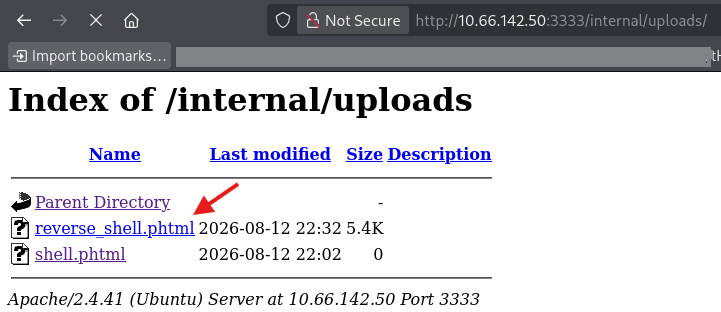 Not Secure http://10.66.142.50:3333/internal/uploads/
Import bookmarks...
Index of /internal/uploads
Name Last modified Size Description
Parent Directory -
reverse_shell.phtml 2026-08-12 22:32 5.4K
shell.phtml 2026-08-12 22:02 0
Apache/2.4.41 (Ubuntu) Server at 10.66.142.50 Port 3333